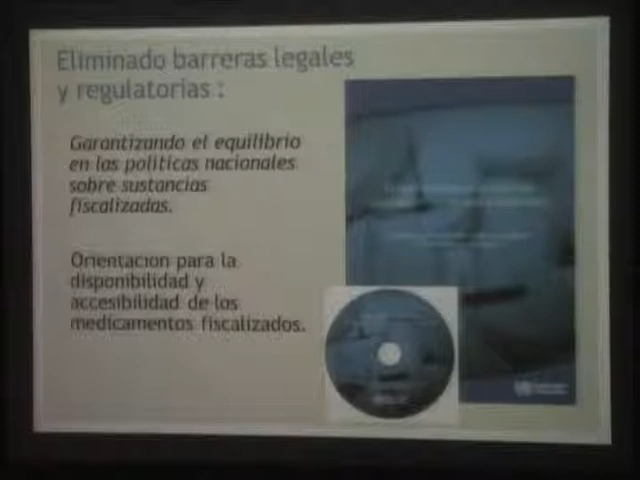 Eliminado barreras legales
y regulatorias :
Garantizando el equilibrio
en las politicas nacionales
sobre sustancias
fiscalizadas.
Orientacion para la
disponibilidad y
accesibilidad de los
medicamentos fiscalizados.